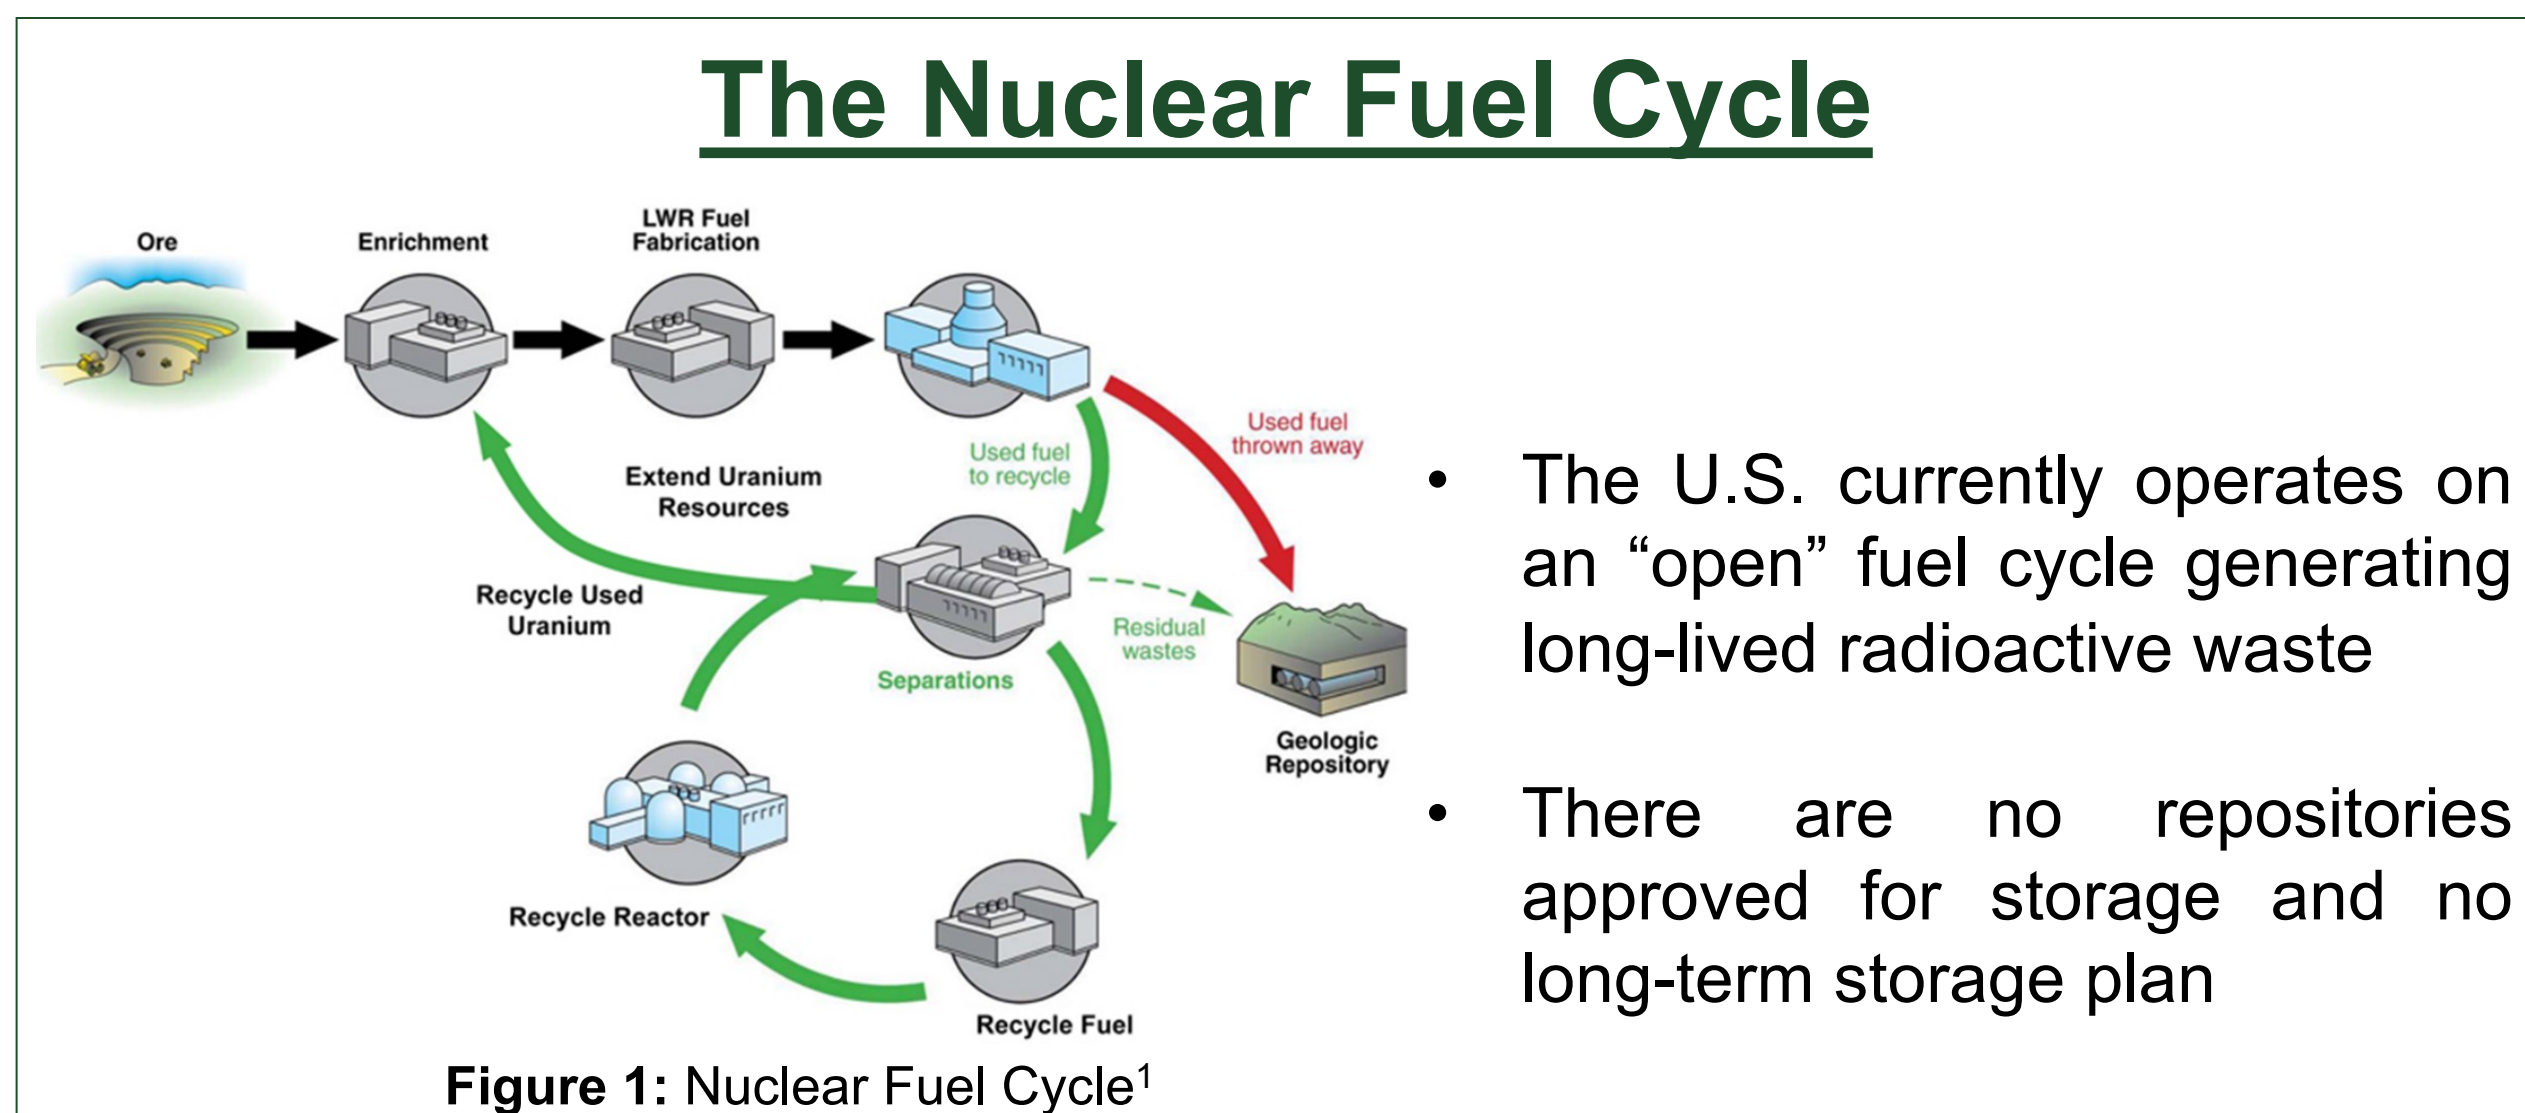 The Nuclear Fuel Cycle
Ore
Enrichment
LWR Fuel
Fabrication
Used fuel
thrown away
Used fuel
to recycle
Extend Uranium
Resources
Recycle Used
Uranium
Residual
wastes
Separations
Geologic
Repository
Recycle Reactor
Recycle Fuel
Figure 1: Nuclear Fuel Cycle¹
• The U.S. currently operates on
an “open” fuel cycle generating
long-lived radioactive waste
• There are no repositories
approved for storage and no
long-term storage plan